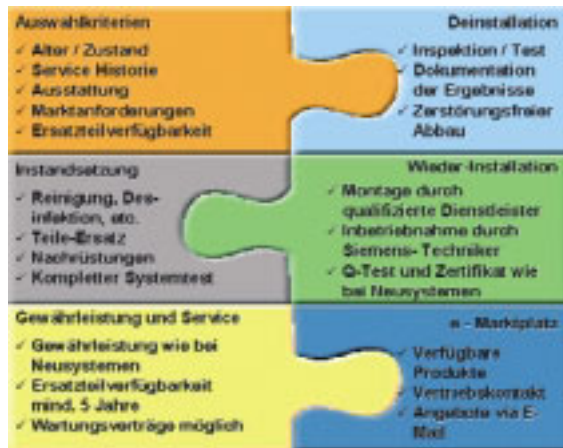 Auswahlkriterien
✓ Alter / Zustand
✓ Service Historie
✓ Ausstattung
✓ Marktanforderungen
✓ Ersatzteilverfügbarkeit
Deinstallation
✓ Inspektion / Test
✓ Dokumentation
der Ergebnisse
✓ Zerstörungsfreier
Abbau
Instandsetzung
✓ Reinigung, Des-
infektion, etc.
✓ Teile-Ersatz
✓ Nachrüstungen
✓ Kompletter Systemtest
Wieder-Installation
✓ Montage durch
qualifizierte Dienstleister
✓ Inbetriebnahme durch
Siemens- Techniker
✓ Q-Test und Zertifikat wie
bei Neusystemen
Gewährleistung und Service
✓ Gewährleistung wie bei
Neusystemen
✓ Ersatzteilverfügbarkeit
mind. 5 Jahre
✓ Wartungsverträge möglich
e - Marktplatz
✓ Verfügbare
Produkte
✓ Vertriebskontakt
✓ Angebote via E-
Mail